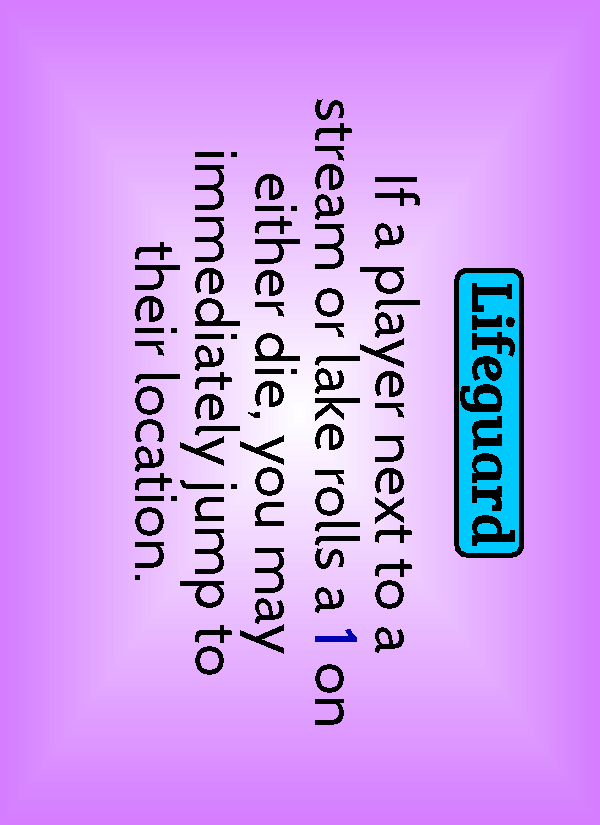 Lifeguard
If a player next to a
stream or lake rolls a 1 on
either die, you may
immediately jump to
their location.